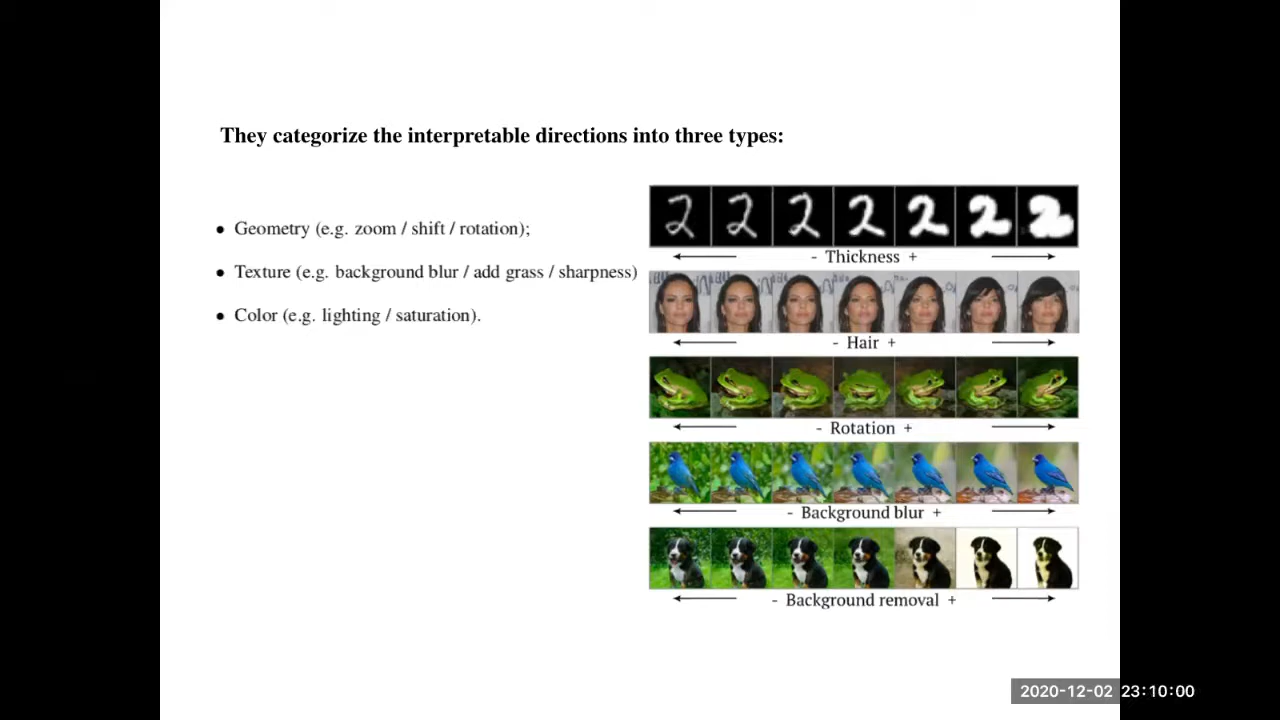 They categorize the interpretable directions into three types:
● Geometry (e.g. zoom / shift / rotation);
● Texture (e.g. background blur / add grass / sharpness)
● Color (e.g. lighting / saturation).
- Thickness +
- Hair +
- Rotation +
- Background blur +
- Background removal +
2020-12-02 23:10:00